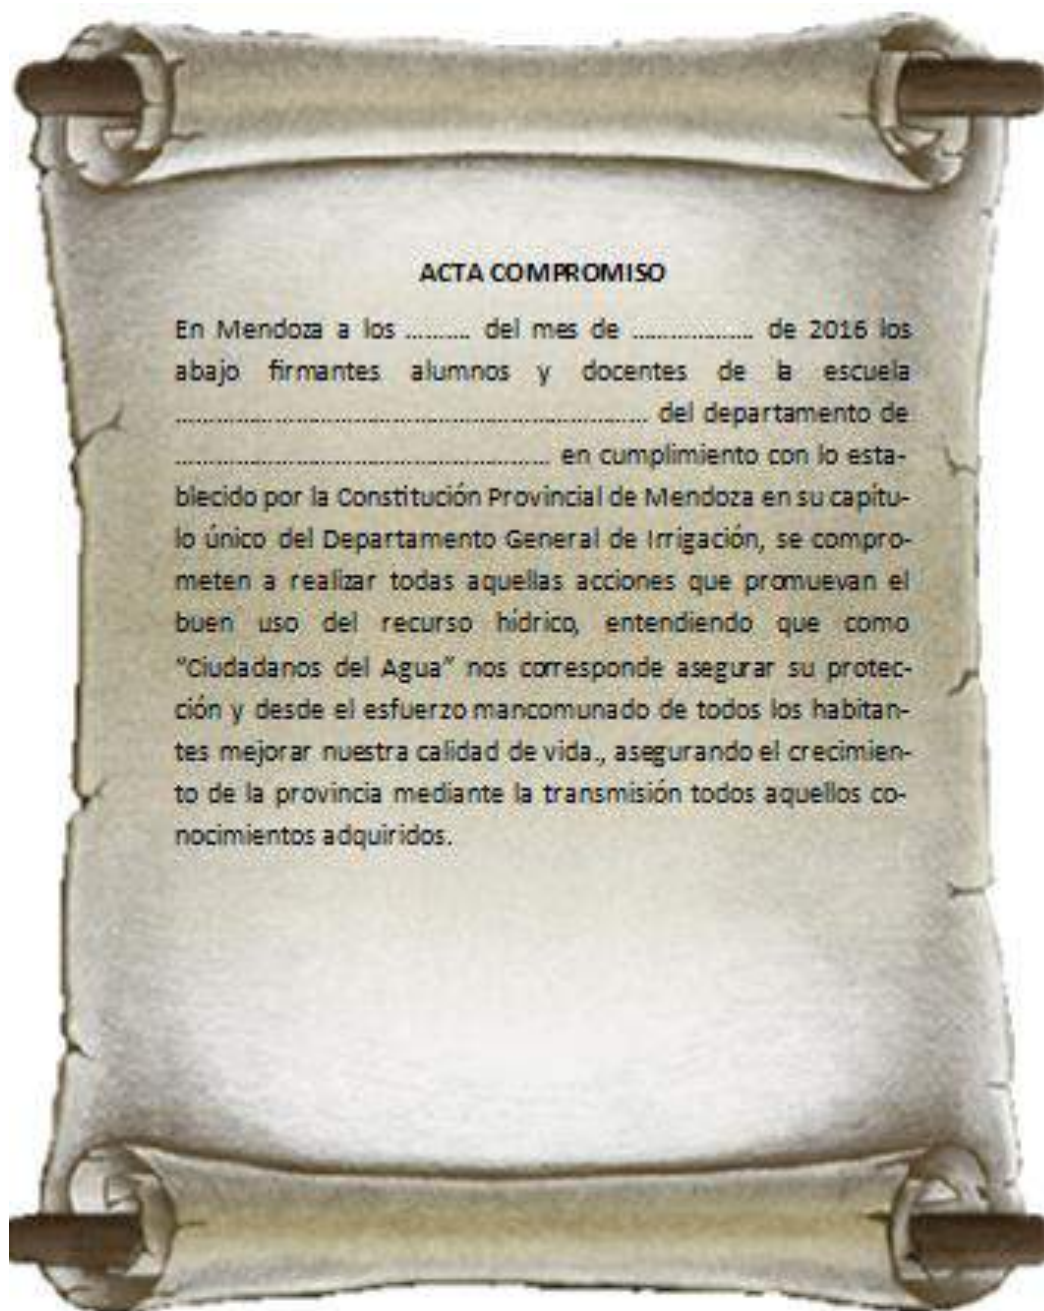 ACTA COMPROMISO
En Mendoza a los ......... del mes de .................. de 2016 los
abajo firmantes alumnos y docentes de la escuela
....................................................................... del departamento de
........................................................ en cumplimiento con lo esta-
blecido por la Constitución Provincial de Mendoza en su capítu-
lo único del Departamento General de Irrigación, se compro-
meten a realizar todas aquellas acciones que promuevan el
buen uso del recurso hídrico, entendiendo que como
"Ciudadanos del Agua" nos corresponde asegurar su protec-
ción y desde el esfuerzo mancomunado de todos los habitan-
tes mejorar nuestra calidad de vida., asegurando el crecimien-
to de la provincia mediante la transmisión todos aquellos co-
nocimientos adquiridos.